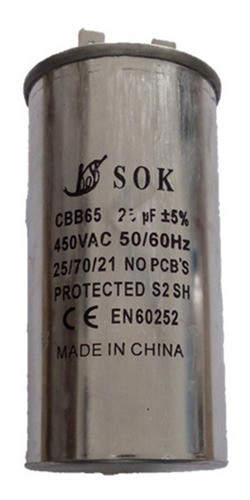 SOK
CBB65 25 µF ±5%
450VAC 50/60Hz
25/70/21 NO PCB'S
PROTECTED S2 SH
CE EN60252
MADE IN CHINA